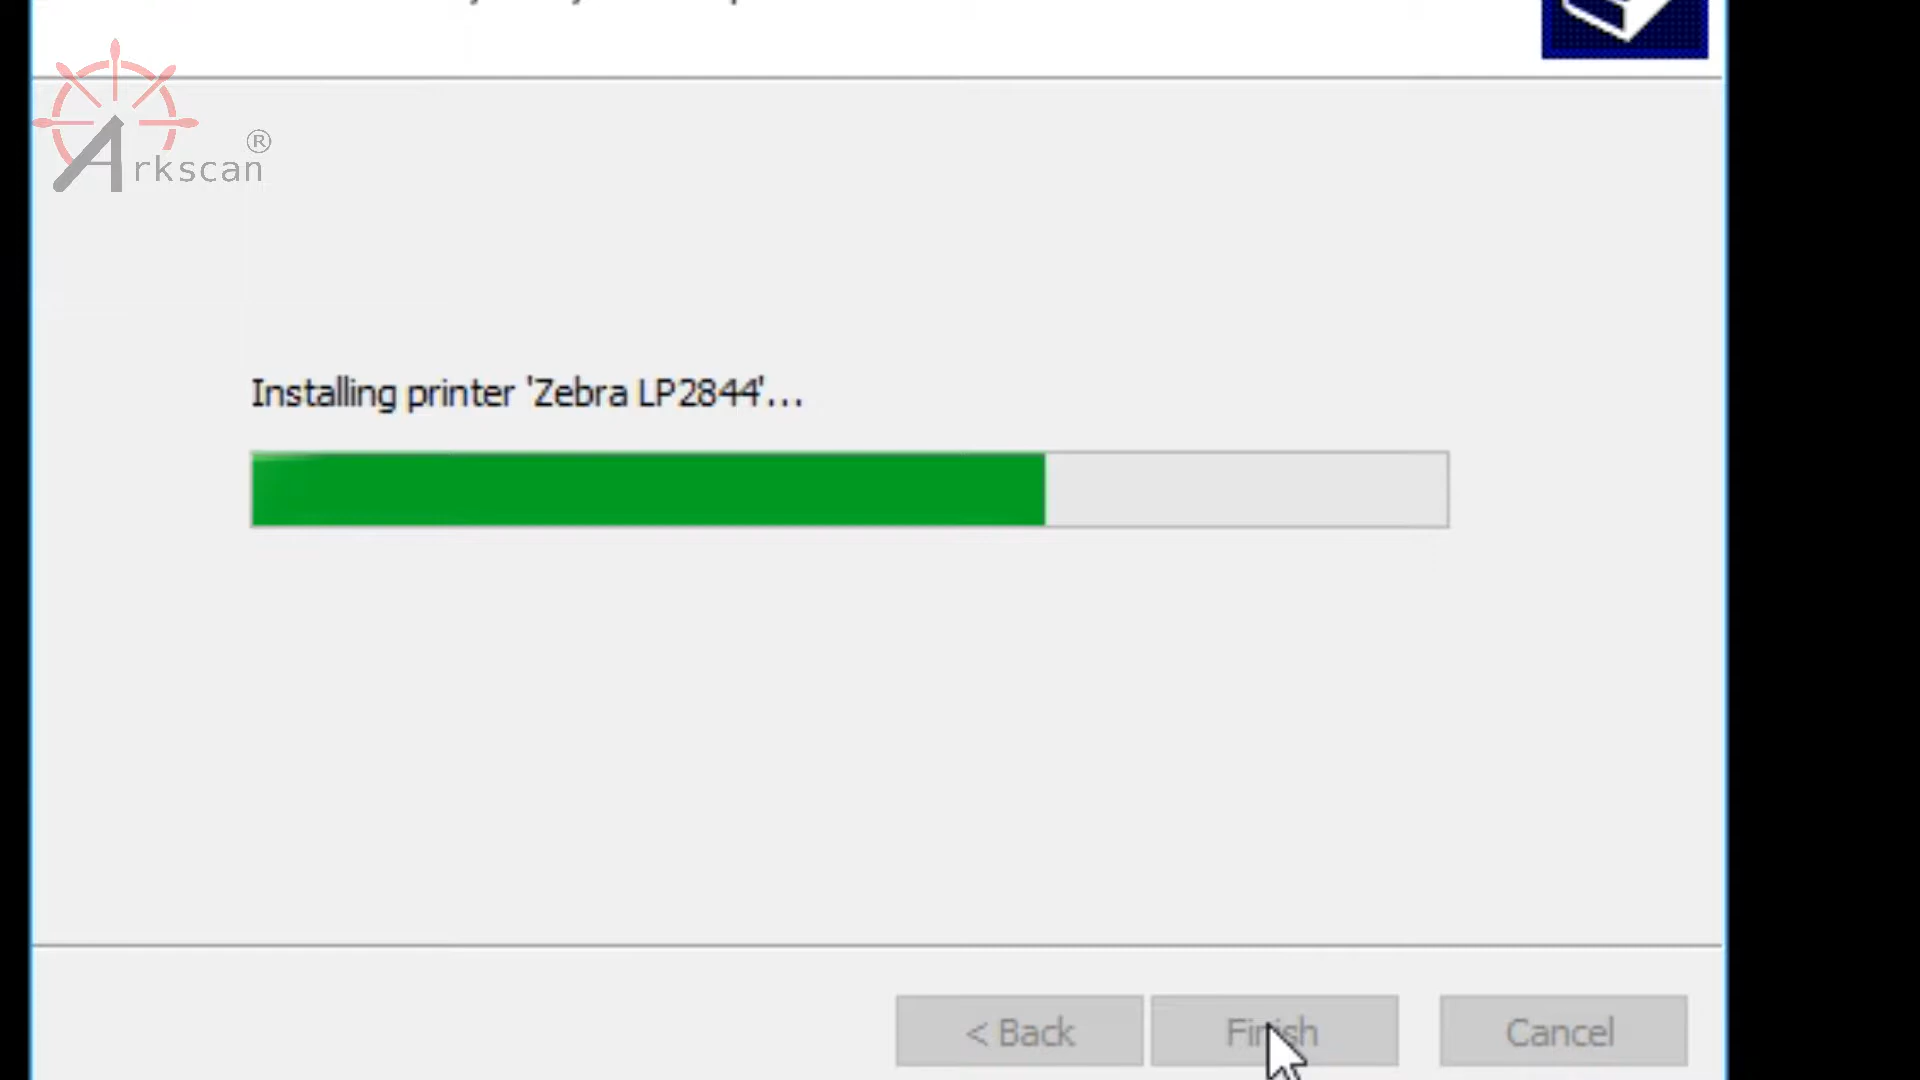 Arkscan®
Installing printer 'Zebra LP2844'...
< Back
Finish
Cancel